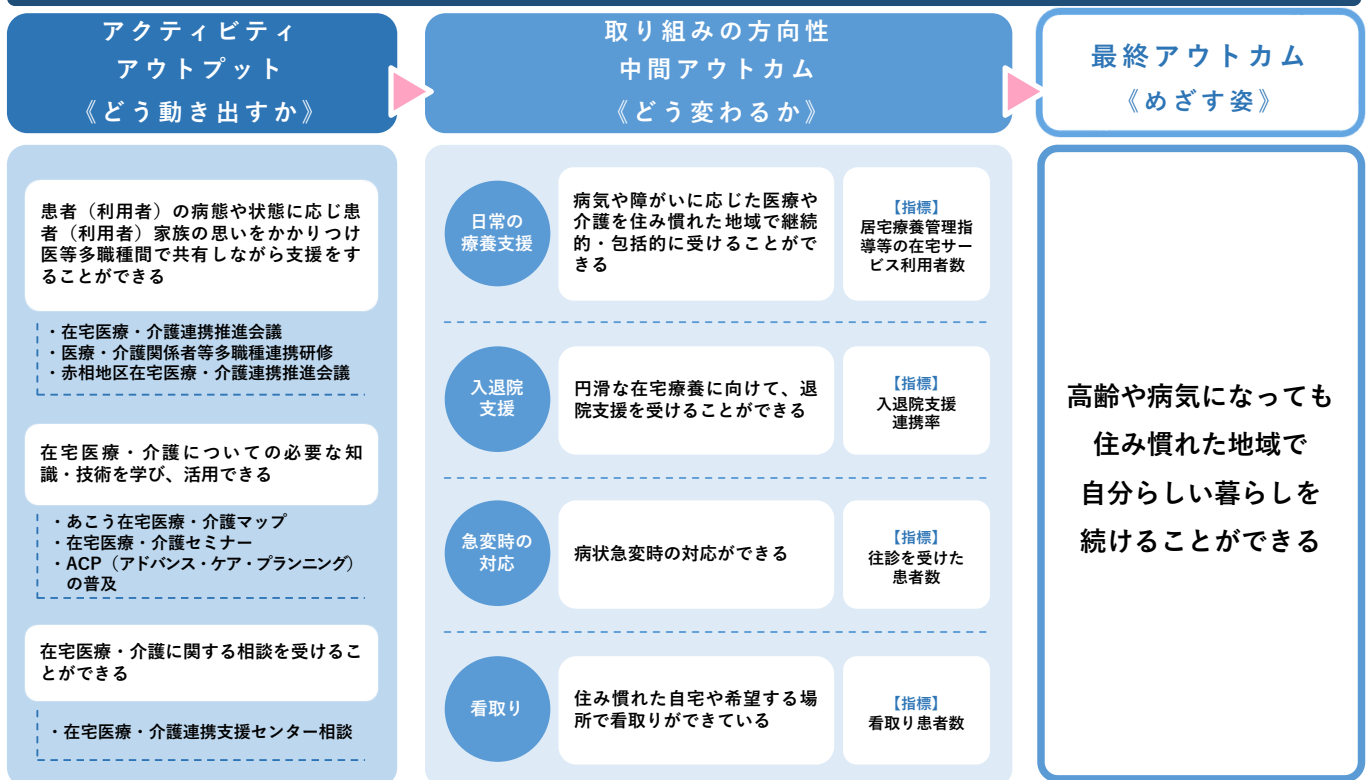 アクティビティ
アウトプット
《どう動き出すか》
取り組みの方向性
中間アウトカム
《どう変わるか》
最終アウトカム
《めざす姿》
患者（利用者）の病態や状態に応じ患
者（利用者）家族の思いをかかりつけ
医等多職種間で共有しながら支援をす
ることができる
・在宅医療・介護連携推進会議
・医療・介護関係者等多職種連携研修
・赤相地区在宅医療・介護連携推進会議
在宅医療・介護についての必要な知
識・技術を学び、活用できる
・あこう在宅医療・介護マップ
・在宅医療・介護セミナー
・ACP（アドバンス・ケア・プランニング）
の普及
在宅医療・介護に関する相談を受けるこ
とができる
・在宅医療・介護連携支援センター相談
日常の
療養支援
病気や障がいに応じた医療や
介護を住み慣れた地域で継続
的・包括的に受けることがで
きる
【指標】
居宅療養管理指
導等の在宅サー
ビス利用者数
入退院
支援
円滑な在宅療養に向けて、退
院支援を受けることができる
【指標】
入退院支援
連携率
急変時の
対応
病状急変時の対応ができる
【指標】
往診を受けた
患者数
看取り
住み慣れた自宅や希望する場
所で看取りができている
【指標】
看取り患者数
高齢や病気になっても
住み慣れた地域で
自分らしい暮らしを
続けることができる